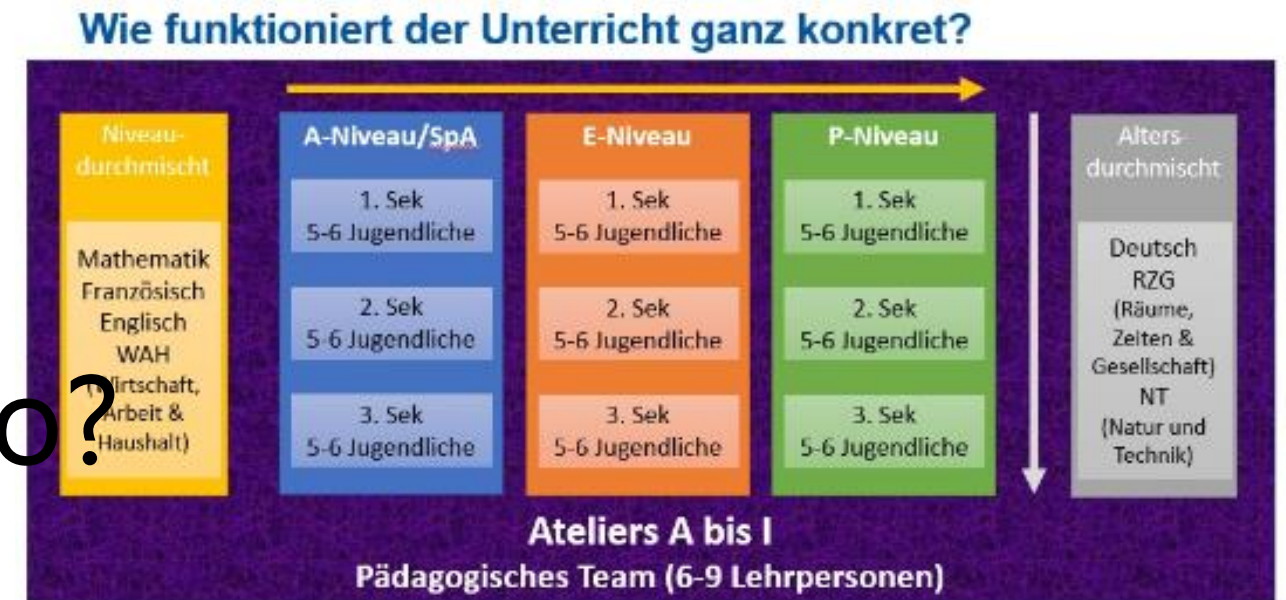 Wie funktioniert der Unterricht ganz konkret?
Niveau-
durchmischt
Mathematik
Französisch
Englisch
WAH
(Wirtschaft,
Arbeit &
Haushalt)
o?
A-Niveau/SpA
1. Sek
5-6 Jugendliche
2. Sek
5-6 Jugendliche
3. Sek
5-6 Jugendliche
E-Niveau
1. Sek
5-6 Jugendliche
2. Sek
5-6 Jugendliche
3. Sek
5-6 Jugendliche
P-Niveau
1. Sek
5-6 Jugendliche
2. Sek
5-6 Jugendliche
3. Sek
5-6 Jugendliche
Alters-
durchmischt
Deutsch
RZG
(Räume,
Zeiten &
Gesellschaft)
NT
(Natur und
Technik)
Ateliers A bis I
Pädagogisches Team (6-9 Lehrpersonen)